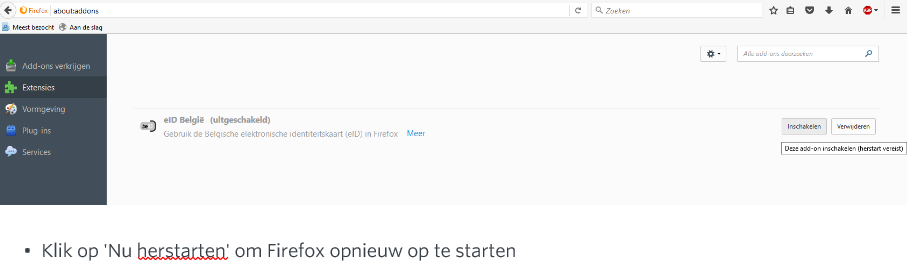 Firefox about:addons Zoeken
Meest bezocht Aan de slag
Add-ons verkrijgen
Alle add-ons doorzoeken
Extensies
Vormgeving
eID België (uitgeschakeld)
Gebruik de Belgische elektronische identiteitskaart (eID) in Firefox Meer
Inschakelen Verwijderen
Plug-ins
Deze add-on inschakelen (herstart vereist)
Services
• Klik op 'Nu herstarten' om Firefox opnieuw op te starten